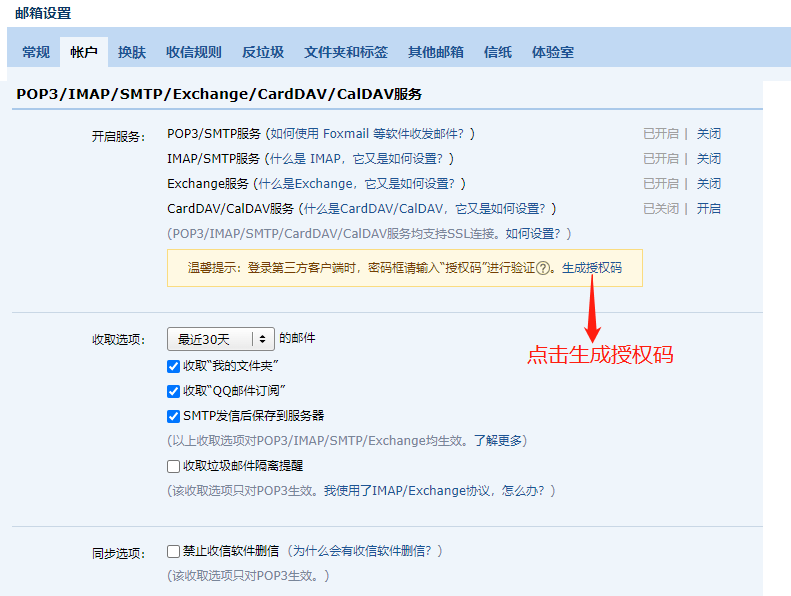 邮箱设置
常规 帐户 换肤 收信规则 反垃圾 文件夹和标签 其他邮箱 信纸 体验室
POP3/IMAP/SMTP/Exchange/CardDAV/CalDAV服务
开启服务： POP3/SMTP服务 (如何使用 Foxmail 等软件收发邮件？) 已开启 | 关闭
IMAP/SMTP服务 (什么是 IMAP，它又是如何设置？) 已开启 | 关闭
Exchange服务 (什么是Exchange，它又是如何设置？) 已开启 | 关闭
CardDAV/CalDAV服务 (什么是CardDAV/CalDAV，它又是如何设置？) 已关闭 | 开启
(POP3/IMAP/SMTP/CardDAV/CalDAV服务均支持SSL连接。如何设置？)
温馨提示：登录第三方客户端时，密码框请输入“授权码”进行验证?。生成授权码
收取选项： 最近30天 的邮件
点击生成授权码
收取“我的文件夹”
收取“QQ邮件订阅”
SMTP发信后保存到服务器
(以上收取选项对POP3/IMAP/SMTP/Exchange均生效。了解更多)
收取垃圾邮件隔离提醒
(该收取选项只对POP3生效。我使用了IMAP/Exchange协议，怎么办？)
同步选项： 禁止收信软件删信 (为什么会有收信软件删信？)
(该收取选项只对POP3生效。)